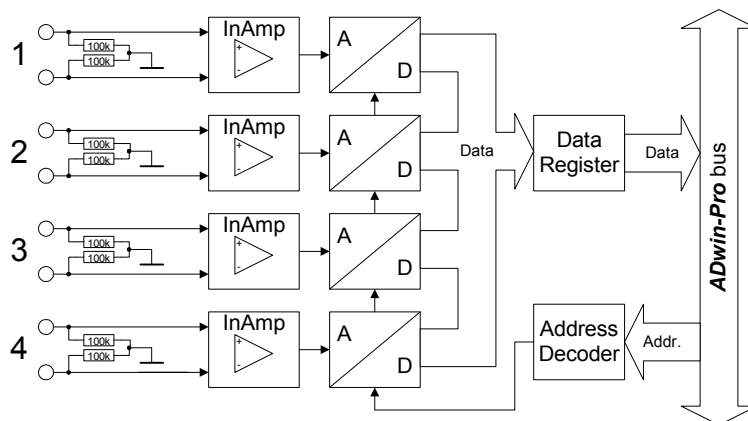 1
100k
100k
InAmp
+
-
A
D
2
100k
100k
InAmp
+
-
A
D
3
100k
100k
InAmp
+
-
A
D
4
100k
100k
InAmp
+
-
A
D
Data
Data
Register
Data
Address
Decoder
Addr.
ADwin-Pro bus